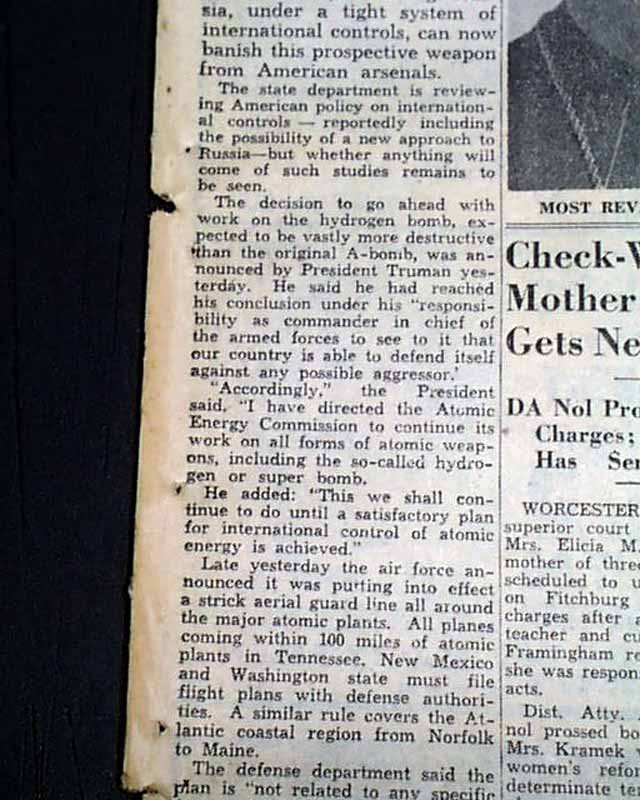 sia, under a tight system of
international controls, can now
banish this prospective weapon
from American arsenals.
The state department is review-
ing American policy on internation-
al controls — reportedly including
the possibility of a new approach to
Russia—but whether anything will
come of such studies remains to
be seen.
The decision to go ahead with
work on the hydrogen bomb, ex-
pected to be vastly more destructive
than the original A-bomb, was an-
nounced by President Truman yes-
terday. He said he had reached
his conclusion under his "responsi-
bility as commander in chief of
the armed forces to see to it that
our country is able to defend itself
against any possible aggressor.'
"Accordingly," the President
said, "I have directed the Atomic
Energy Commission to continue its
work on all forms of atomic weap-
ons, including the so-called hydro-
gen or super bomb.
He added: "This we shall con-
tinue to do until a satisfactory plan
for international control of atomic
energy is achieved."
Late yesterday the air force an-
nounced it was putting into effect
a strick aerial guard line all around
the major atomic plants. All planes
coming within 100 miles of atomic
plants in Tennessee, New Mexico
and Washington state must file
flight plans with defense authori-
ties. A similar rule covers the At-
lantic coastal region from Norfolk
to Maine.
The defense department said the
plan is "not related to any specific
MOST REV
Check-
Mother
Gets Ne
DA Nol Pro
Charges;
Has Sen
WORCESTER
superior court
Mrs. Elicia M.
mother of three
scheduled to u
on Fitchburg
charges after a
teacher and cu
Framingham re
she was respon
acts.
Dist. Atty.
nol prossed bo
Mrs. Kramek
women's refor
determinate te